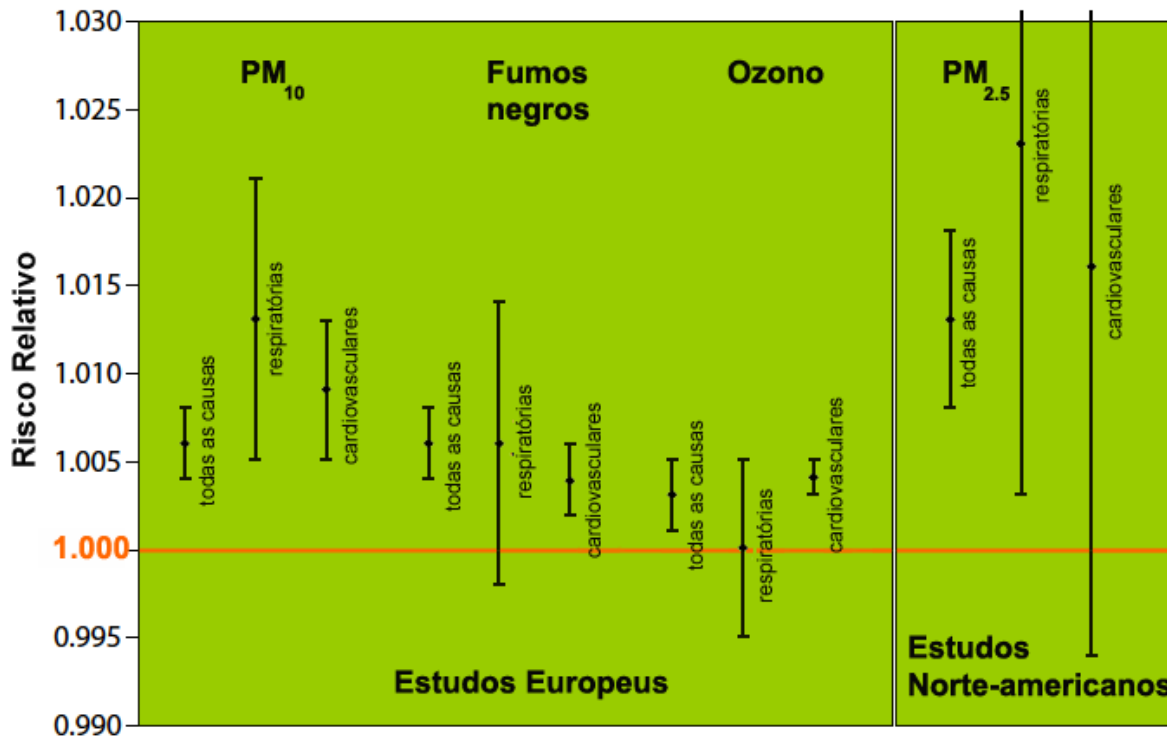 Risco Relativo
1.030
1.025
1.020
1.015
1.010
1.005
1.000
0.995
0.990
PM10
todas as causas
respiratórias
cardiovasculares
Fumos
negros
todas as causas
respiratórias
cardiovasculares
Ozono
todas as causas
respiratórias
cardiovasculares
Estudos Europeus
PM2.5
todas as causas
respiratórias
cardiovasculares
Estudos
Norte-americanos